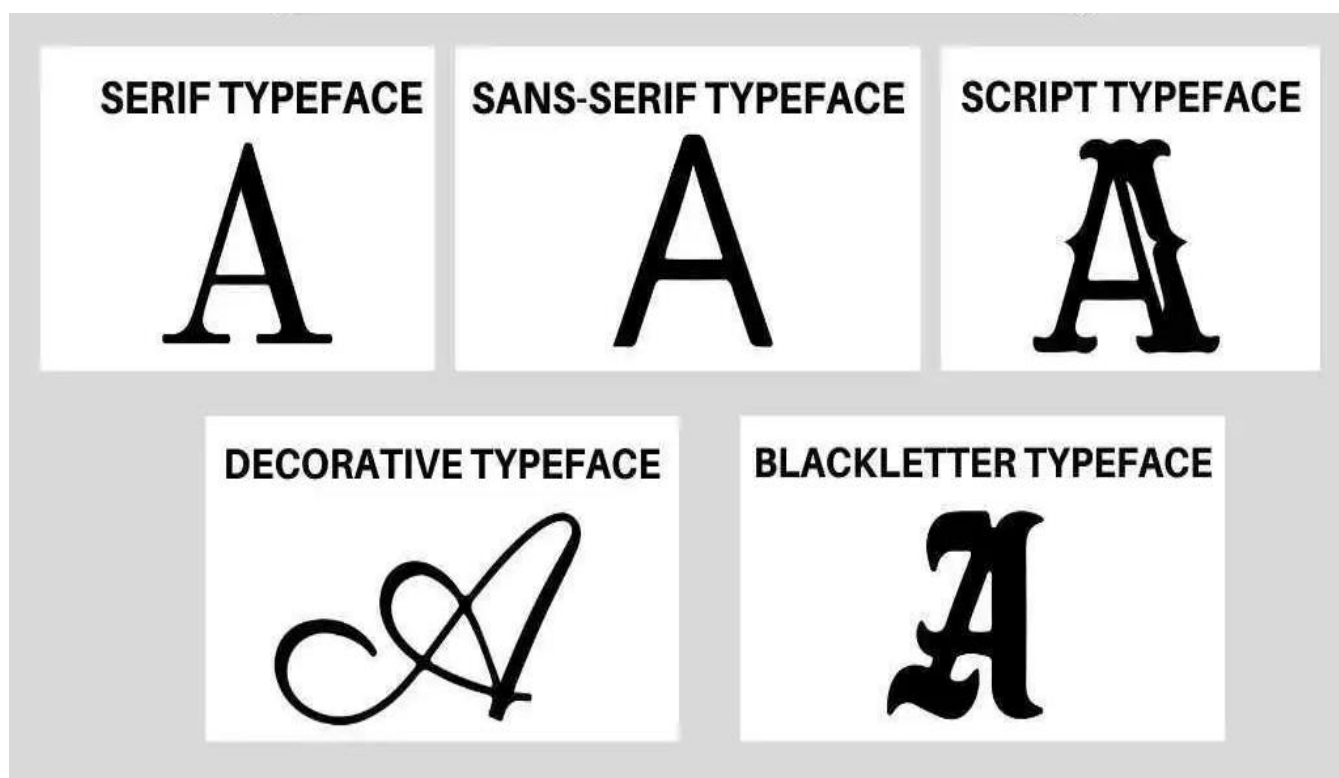 SERIF TYPEFACE
A
SANS-SERIF TYPEFACE
A
SCRIPT TYPEFACE
A
DECORATIVE TYPEFACE
A
BLACKLETTER TYPEFACE
A